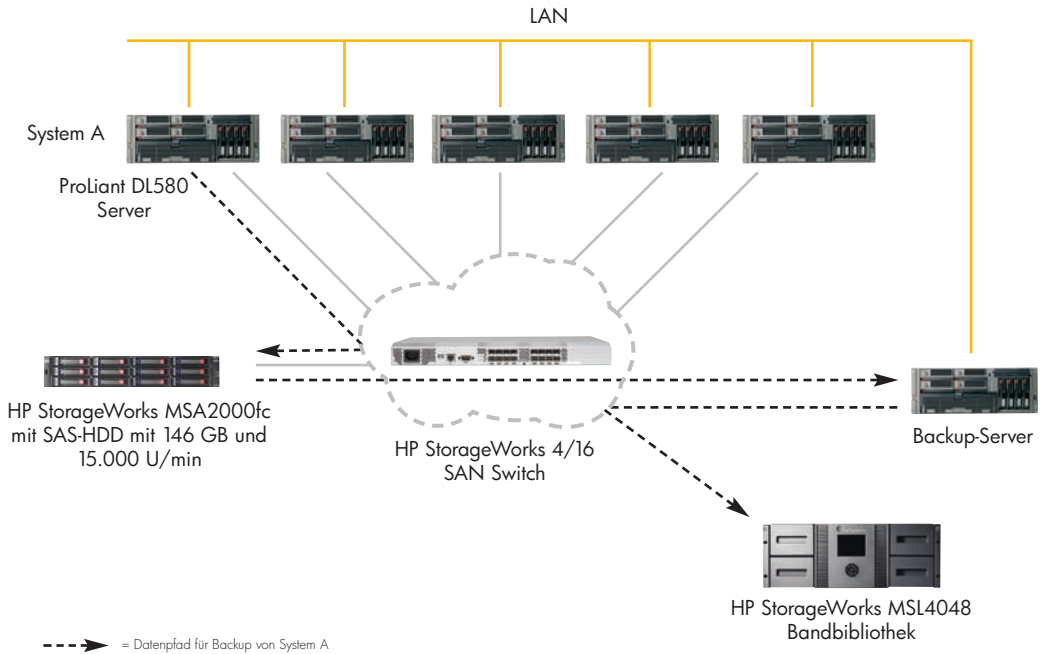 LAN
System A
ProLiant DL580
Server
HP StorageWorks MSA2000fc
mit SAS-HDD mit 146 GB und
15.000 U/min
HP StorageWorks 4/16
SAN Switch
Backup-Server
HP StorageWorks MSL4048
Bandbibliothek
= Datenpfad für Backup von System A